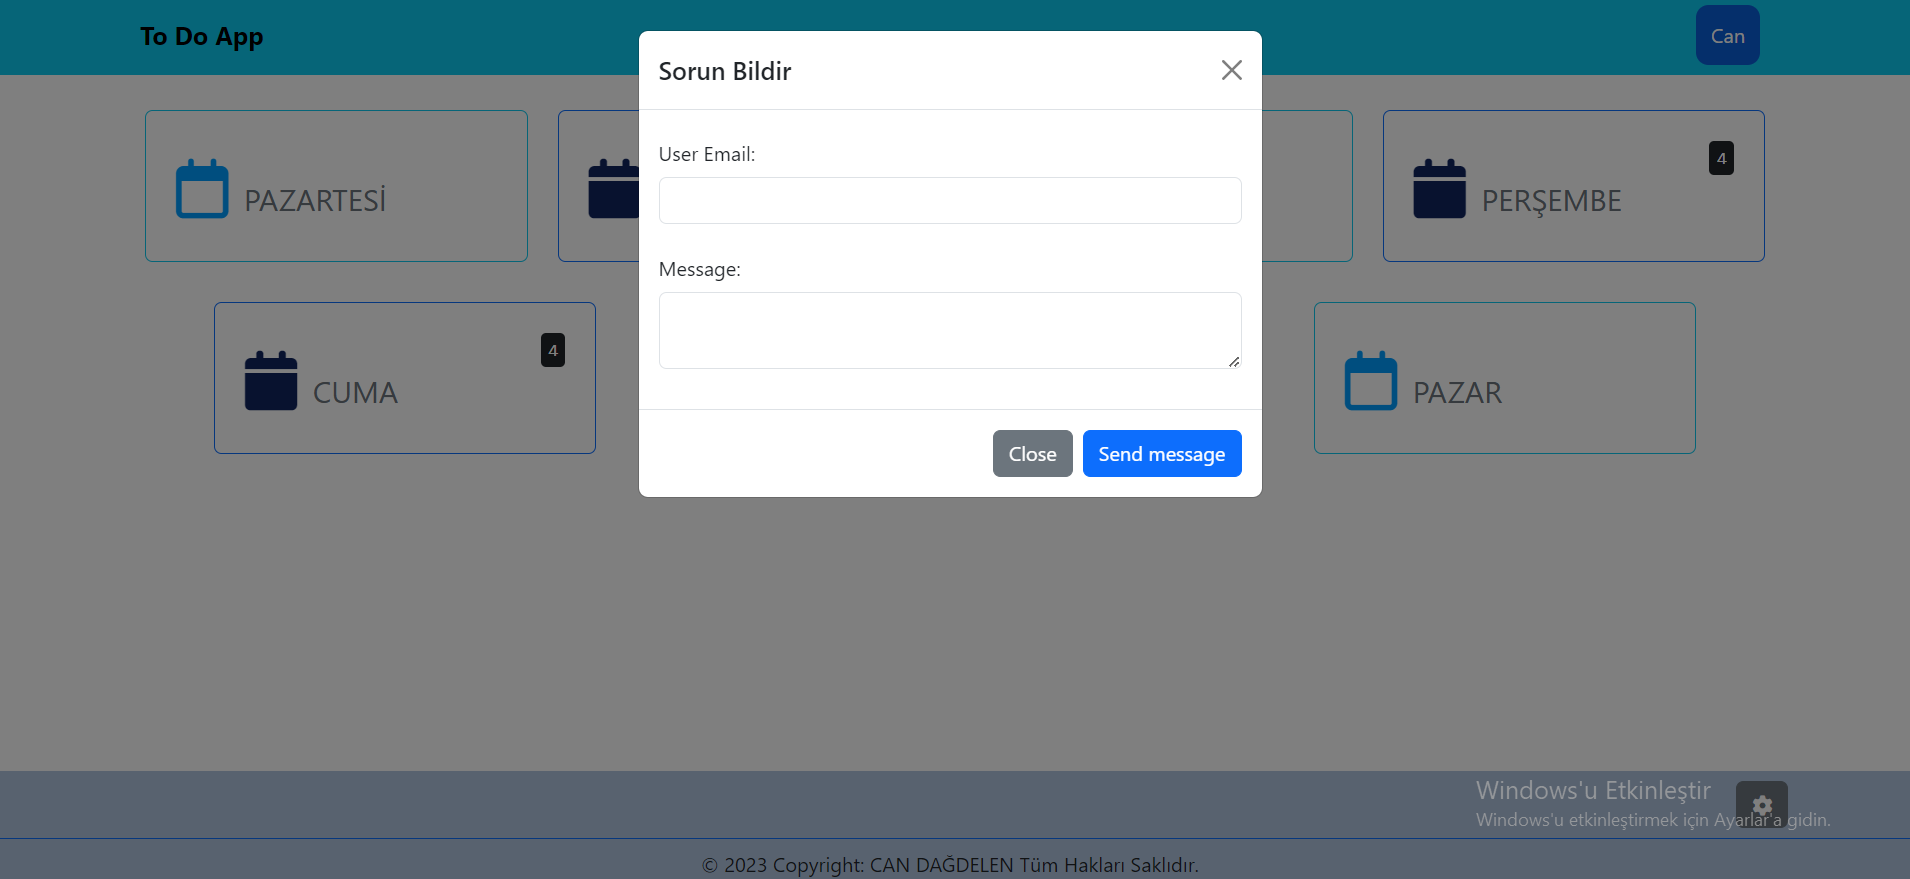 To Do App
Can
Sorun Bildir
User Email:
Message:
Close
Send message
PAZARTESİ
4
PERŞEMBE
4
CUMA
PAZAR
Windows'u Etkinleştir
Windows'u etkinleştirmek için Ayarlar'a gidin.
© 2023 Copyright: CAN DAĞDELEN Tüm Hakları Saklıdır.